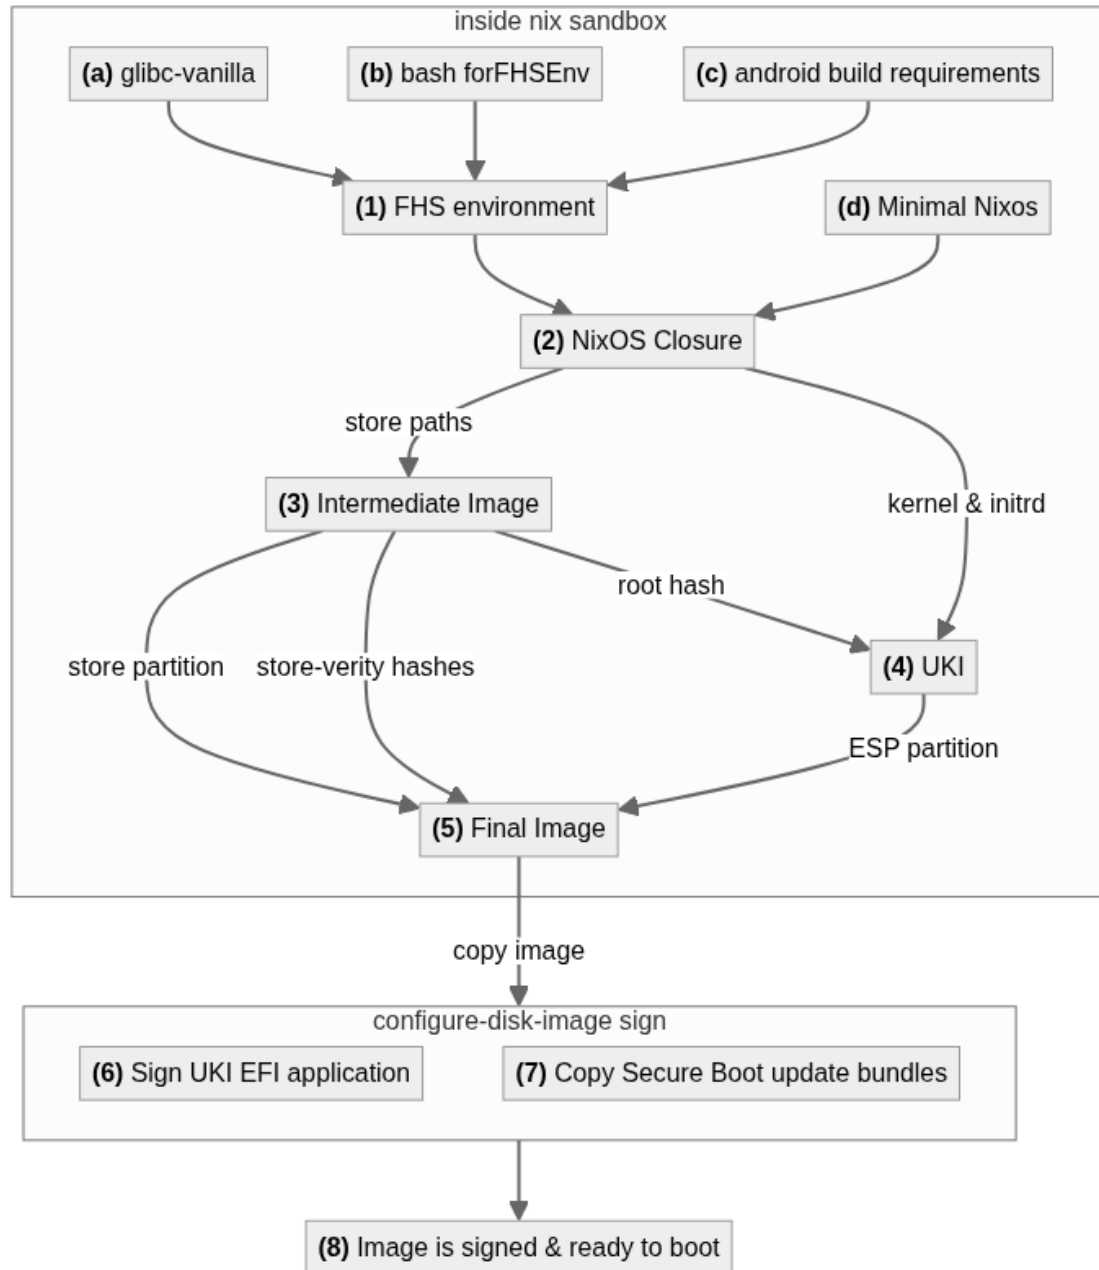 inside nix sandbox
(a) glibc-vanilla
(b) bash forFHSEnv
(c) android build requirements
(1) FHS environment
(d) Minimal Nixos
(2) NixOS Closure
store paths
(3) Intermediate Image
kernel & initrd
root hash
store partition
store-verity hashes
(4) UKI
ESP partition
(5) Final Image
copy image
configure-disk-image sign
(6) Sign UKI EFI application
(7) Copy Secure Boot update bundles
(8) Image is signed & ready to boot